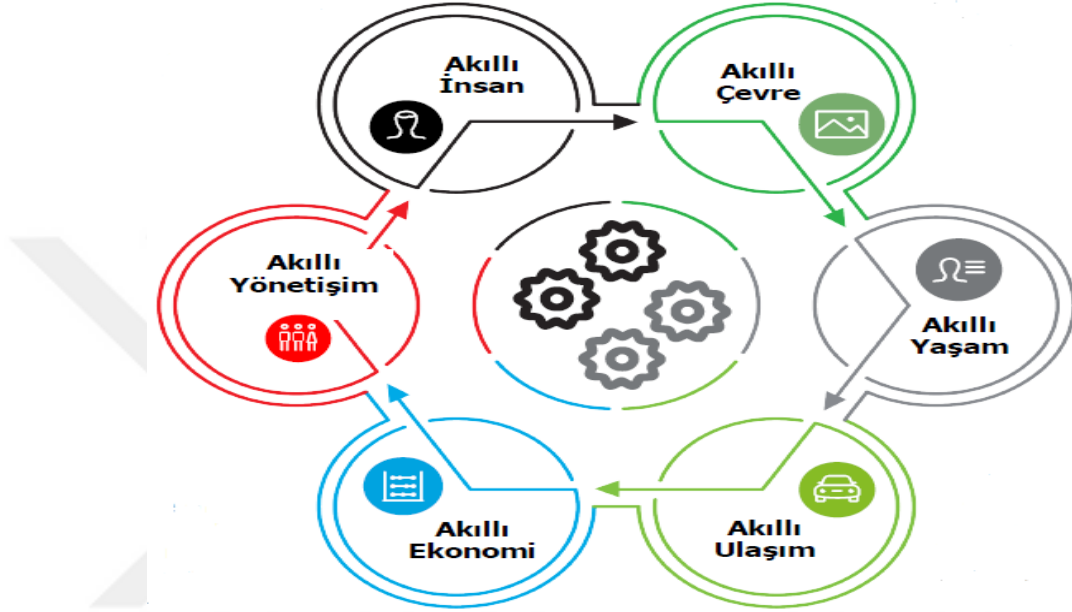 Akıllı
İnsan
Akıllı
Çevre
Akıllı
Yaşam
Akıllı
Ulaşım
Akıllı
Ekonomi
Akıllı
Yönetişim